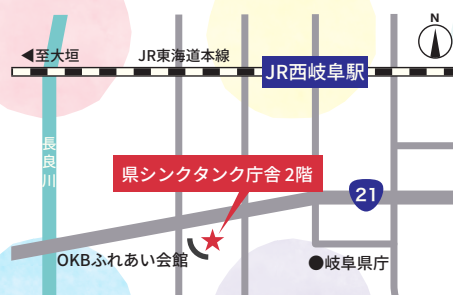 N
◀至大垣
JR東海道本線
JR西岐阜駅
長良川
県シンクタンク庁舎 2階
21
OKBふれあい会館
●岐阜県庁